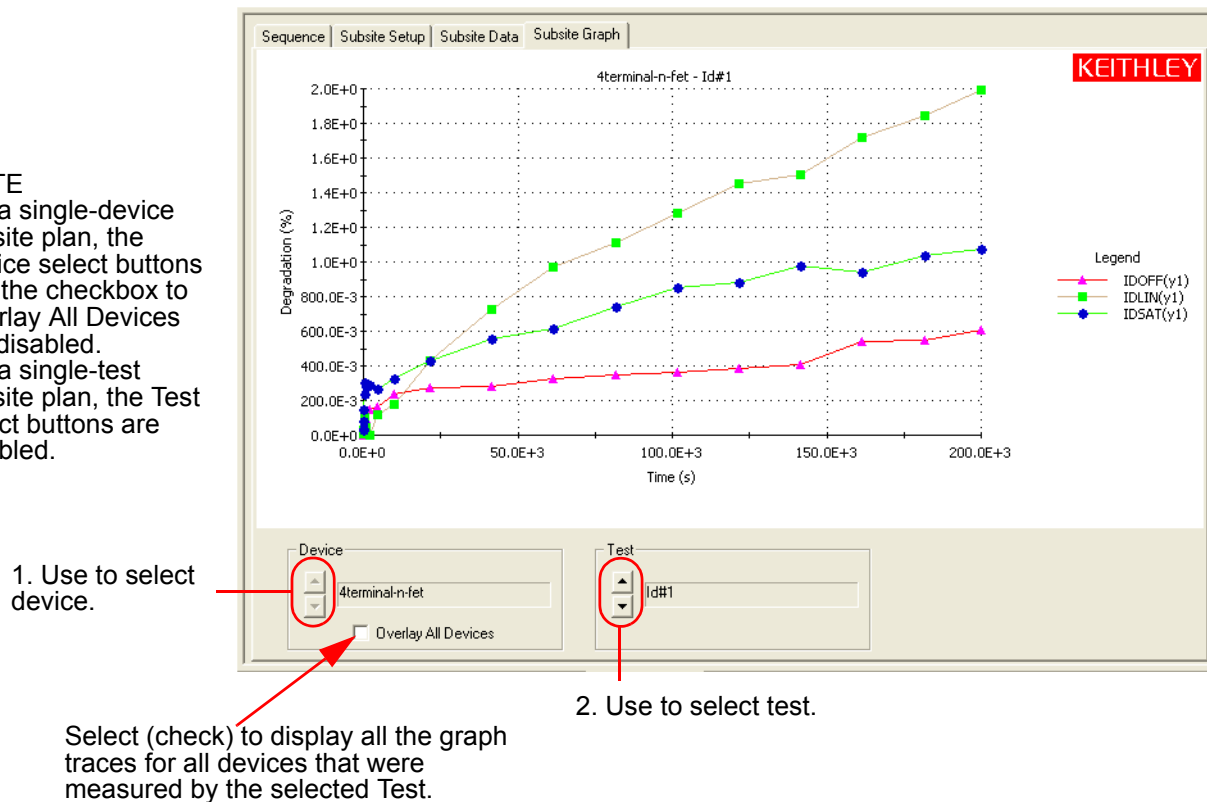 Sequence Subsite Setup Subsite Data Subsite Graph
KEITHLEY
4terminal-n-fet - Id#1
2.0E+0
1.8E+0
1.6E+0
1.4E+0
1.2E+0
1.0E+0
800.0E-3
600.0E-3
400.0E-3
200.0E-3
0.0E+0
Degradation (%)
0.0E+0 50.0E+3 100.0E+3 150.0E+3 200.0E+3
Time (s)
Legend
IDOFF(y1)
IDLIN(y1)
IDSAT(y1)
TE
a single-device
site plan, the
ice select buttons
the checkbox to
rlay All Devices
disabled.
a single-test
site plan, the Test
ct buttons are
bled.
Device
4terminal-n-fet
Overlay All Devices
Test
Id#1
1. Use to select
device.
2. Use to select test.
Select (check) to display all the graph
traces for all devices that were
measured by the selected Test.